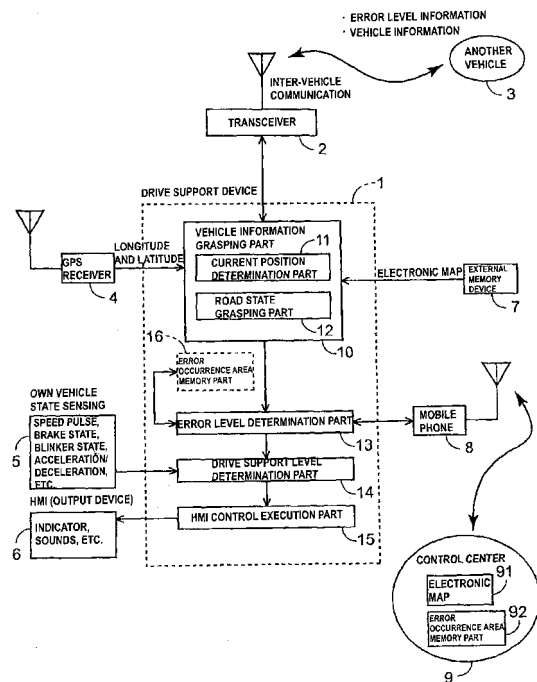 · ERROR LEVEL INFORMATION
· VEHICLE INFORMATION
ANOTHER
VEHICLE
3
INTER-VEHICLE
COMMUNICATION
TRANSCEIVER
2
DRIVE SUPPORT DEVICE
1
VEHICLE INFORMATION
GRASPING PART
11
CURRENT POSITION
DETERMINATION PART
ROAD STATE
GRASPING PART
12
10
LONGITUDE
AND LATITUDE
GPS
RECEIVER
4
ELECTRONIC MAP
EXTERNAL
MEMORY
DEVICE
7
16
ERROR
OCCURRENCE AREA
MEMORY PART
ERROR LEVEL DETERMINATION PART
13
MOBILE
PHONE
8
OWN VEHICLE
STATE SENSING
SPEED PULSE,
BRAKE STATE,
BLINKER STATE,
ACCELERATION/
DECELERATION,
ETC.
5
DRIVE SUPPORT LEVEL
DETERMINATION PART
14
HMI (OUTPUT DEVICE)
INDICATOR,
SOUNDS, ETC.
6
HMI CONTROL EXECUTION PART
15
CONTROL CENTER
91
ELECTRONIC
MAP
92
ERROR
OCCURRENCE AREA
MEMORY PART
9